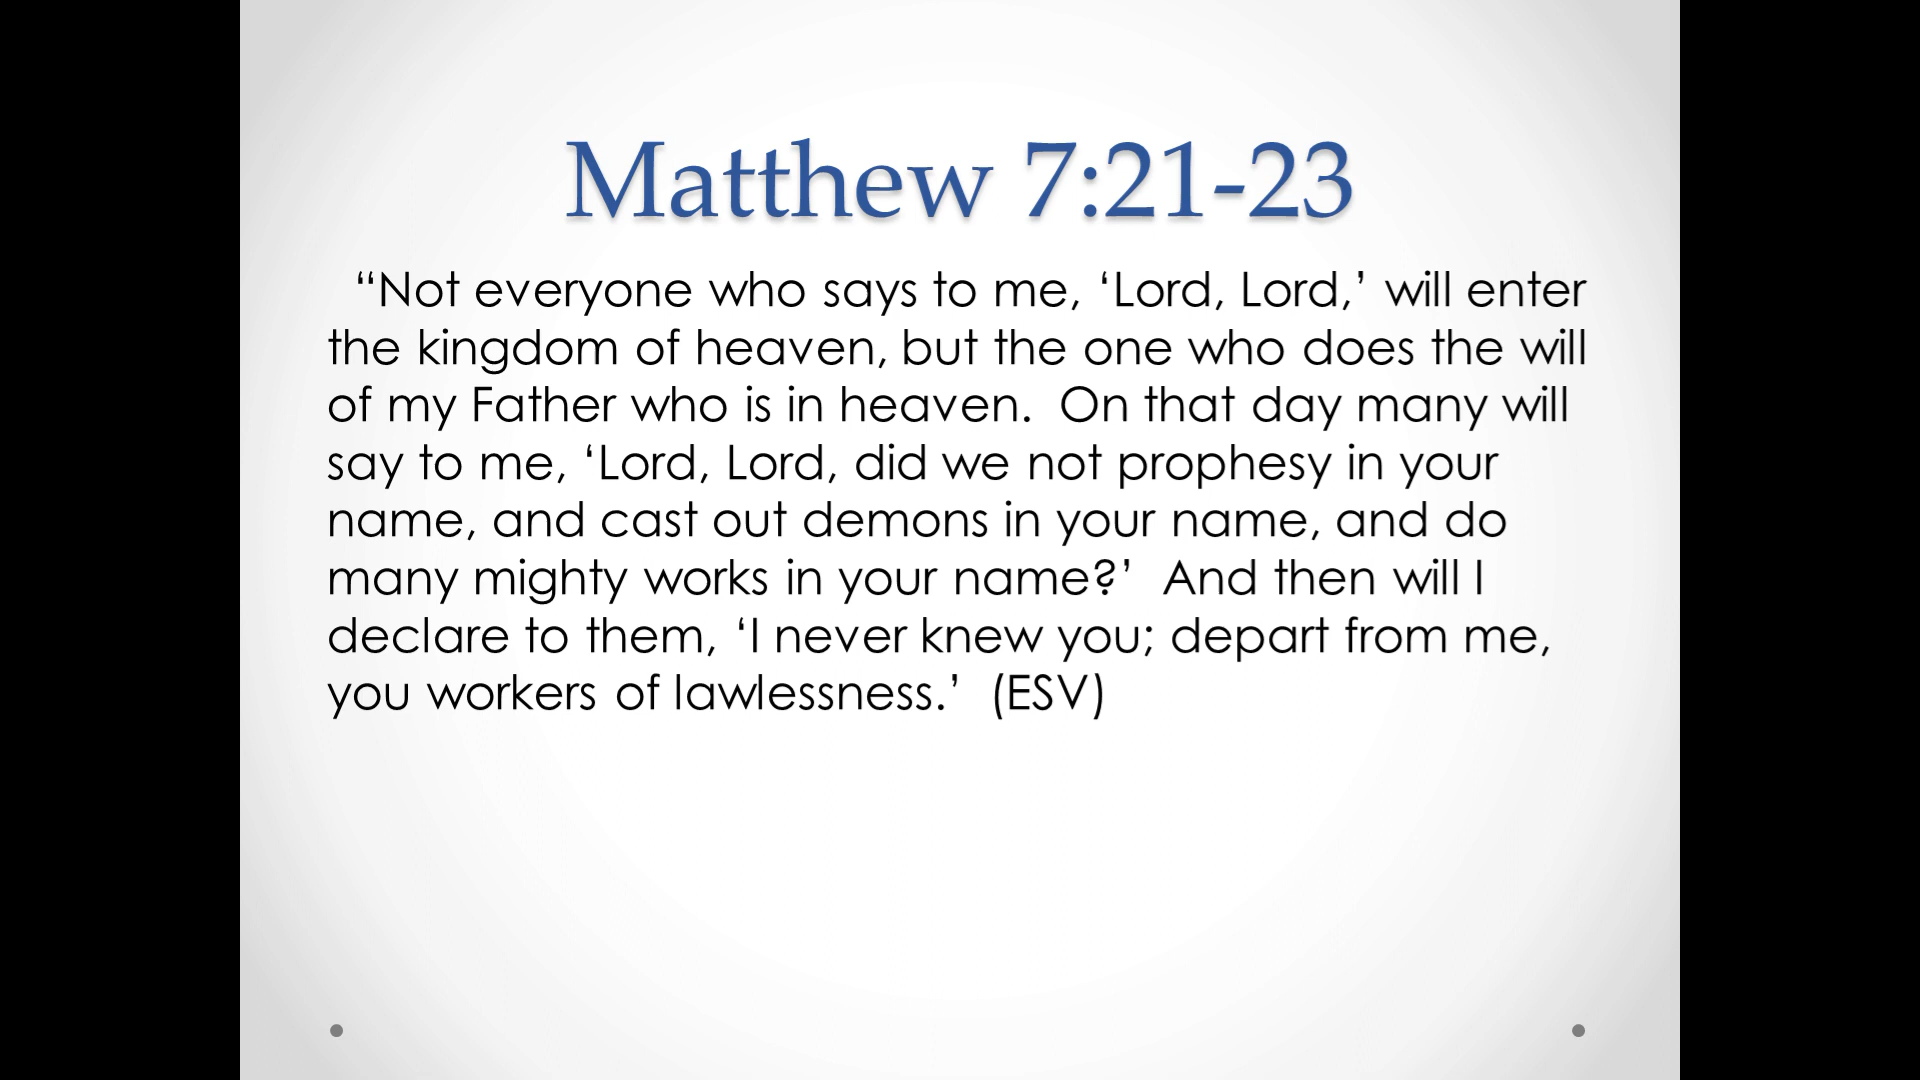 Matthew 7:21-23
“Not everyone who says to me, ‘Lord, Lord,’ will enter
the kingdom of heaven, but the one who does the will
of my Father who is in heaven.  On that day many will
say to me, ‘Lord, Lord, did we not prophesy in your
name, and cast out demons in your name, and do
many mighty works in your name?’  And then will I
declare to them, ‘I never knew you; depart from me,
you workers of lawlessness.’  (ESV)